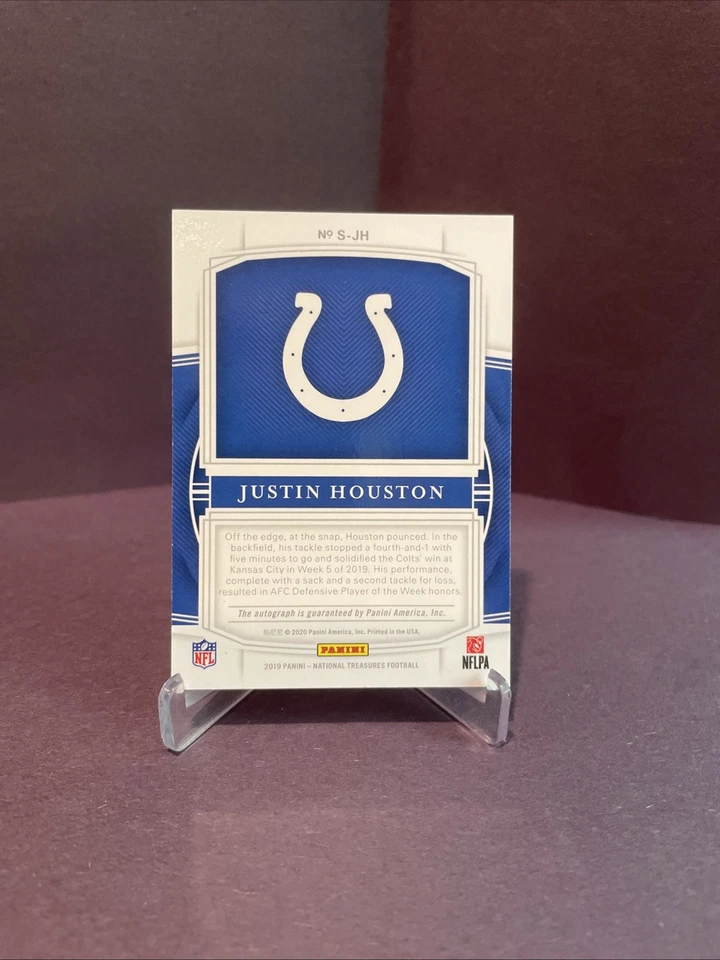 Nº S-JH
JUSTIN HOUSTON
Off the edge, at the snap, Houston pounced. In the
backfield, his tackle stopped a fourth-and-1 with
five minutes to go and solidified the Colts' win at
Kansas City in Week 5 of 2019. His performance,
complete with a sack and a second tackle for loss,
resulted in AFC Defensive Player of the Week honors.
The autograph is guaranteed by Panini America, Inc.
帕尼尼 © 2020 Panini America, Inc. Printed in the USA.
PANINI
NFL
2019 PANINI – NATIONAL TREASURES FOOTBALL
NFLPA